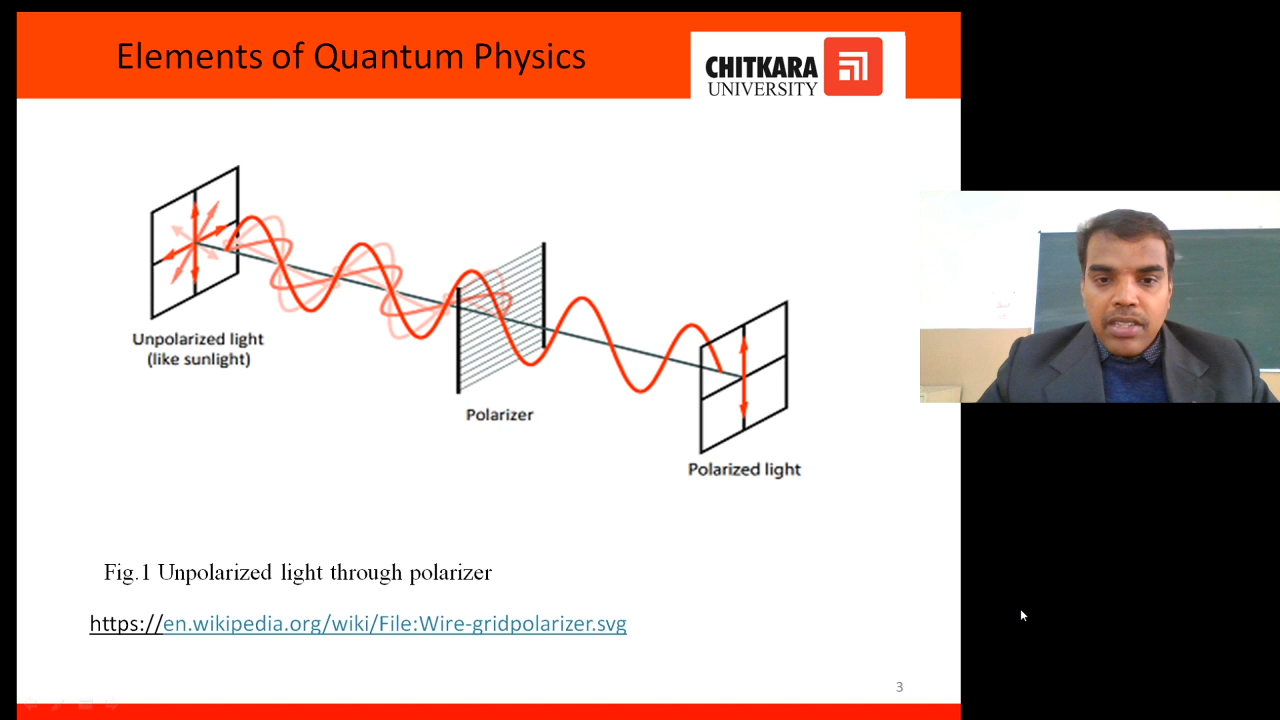 Elements of Quantum Physics
CHITKARA
UNIVERSITY
Unpolarized light
(like sunlight)
Polarizer
Polarized light
Fig.1 Unpolarized light through polarizer
https://en.wikipedia.org/wiki/File:Wire-gridpolarizer.svg
3